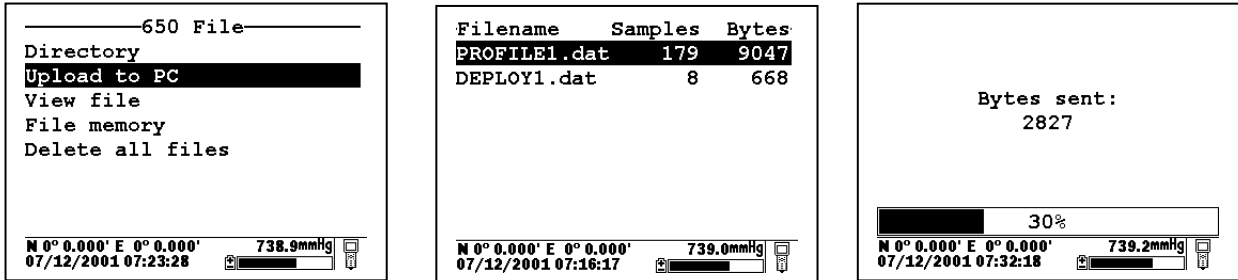 650 File
Directory
Upload to PC
View file
File memory
Delete all files
N 0° 0.000' E 0° 0.000' 738.9mmHg
07/12/2001 07:23:28
Filename Samples Bytes
PROFILE1.dat 179 9047
DEPLOY1.dat 8 668
N 0° 0.000' E 0° 0.000' 739.0mmHg
07/12/2001 07:16:17
Bytes sent:
2827
30%
N 0° 0.000' E 0° 0.000' 739.2mmHg
07/12/2001 07:32:18